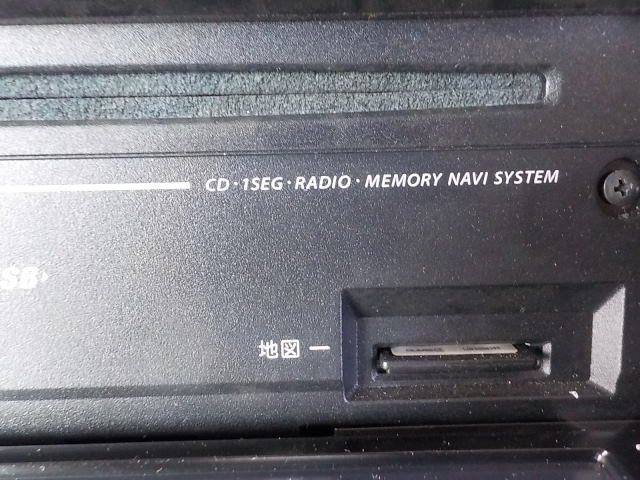 CD・1SEG・RADIO・MEMORY NAVI SYSTEM
SB
地図